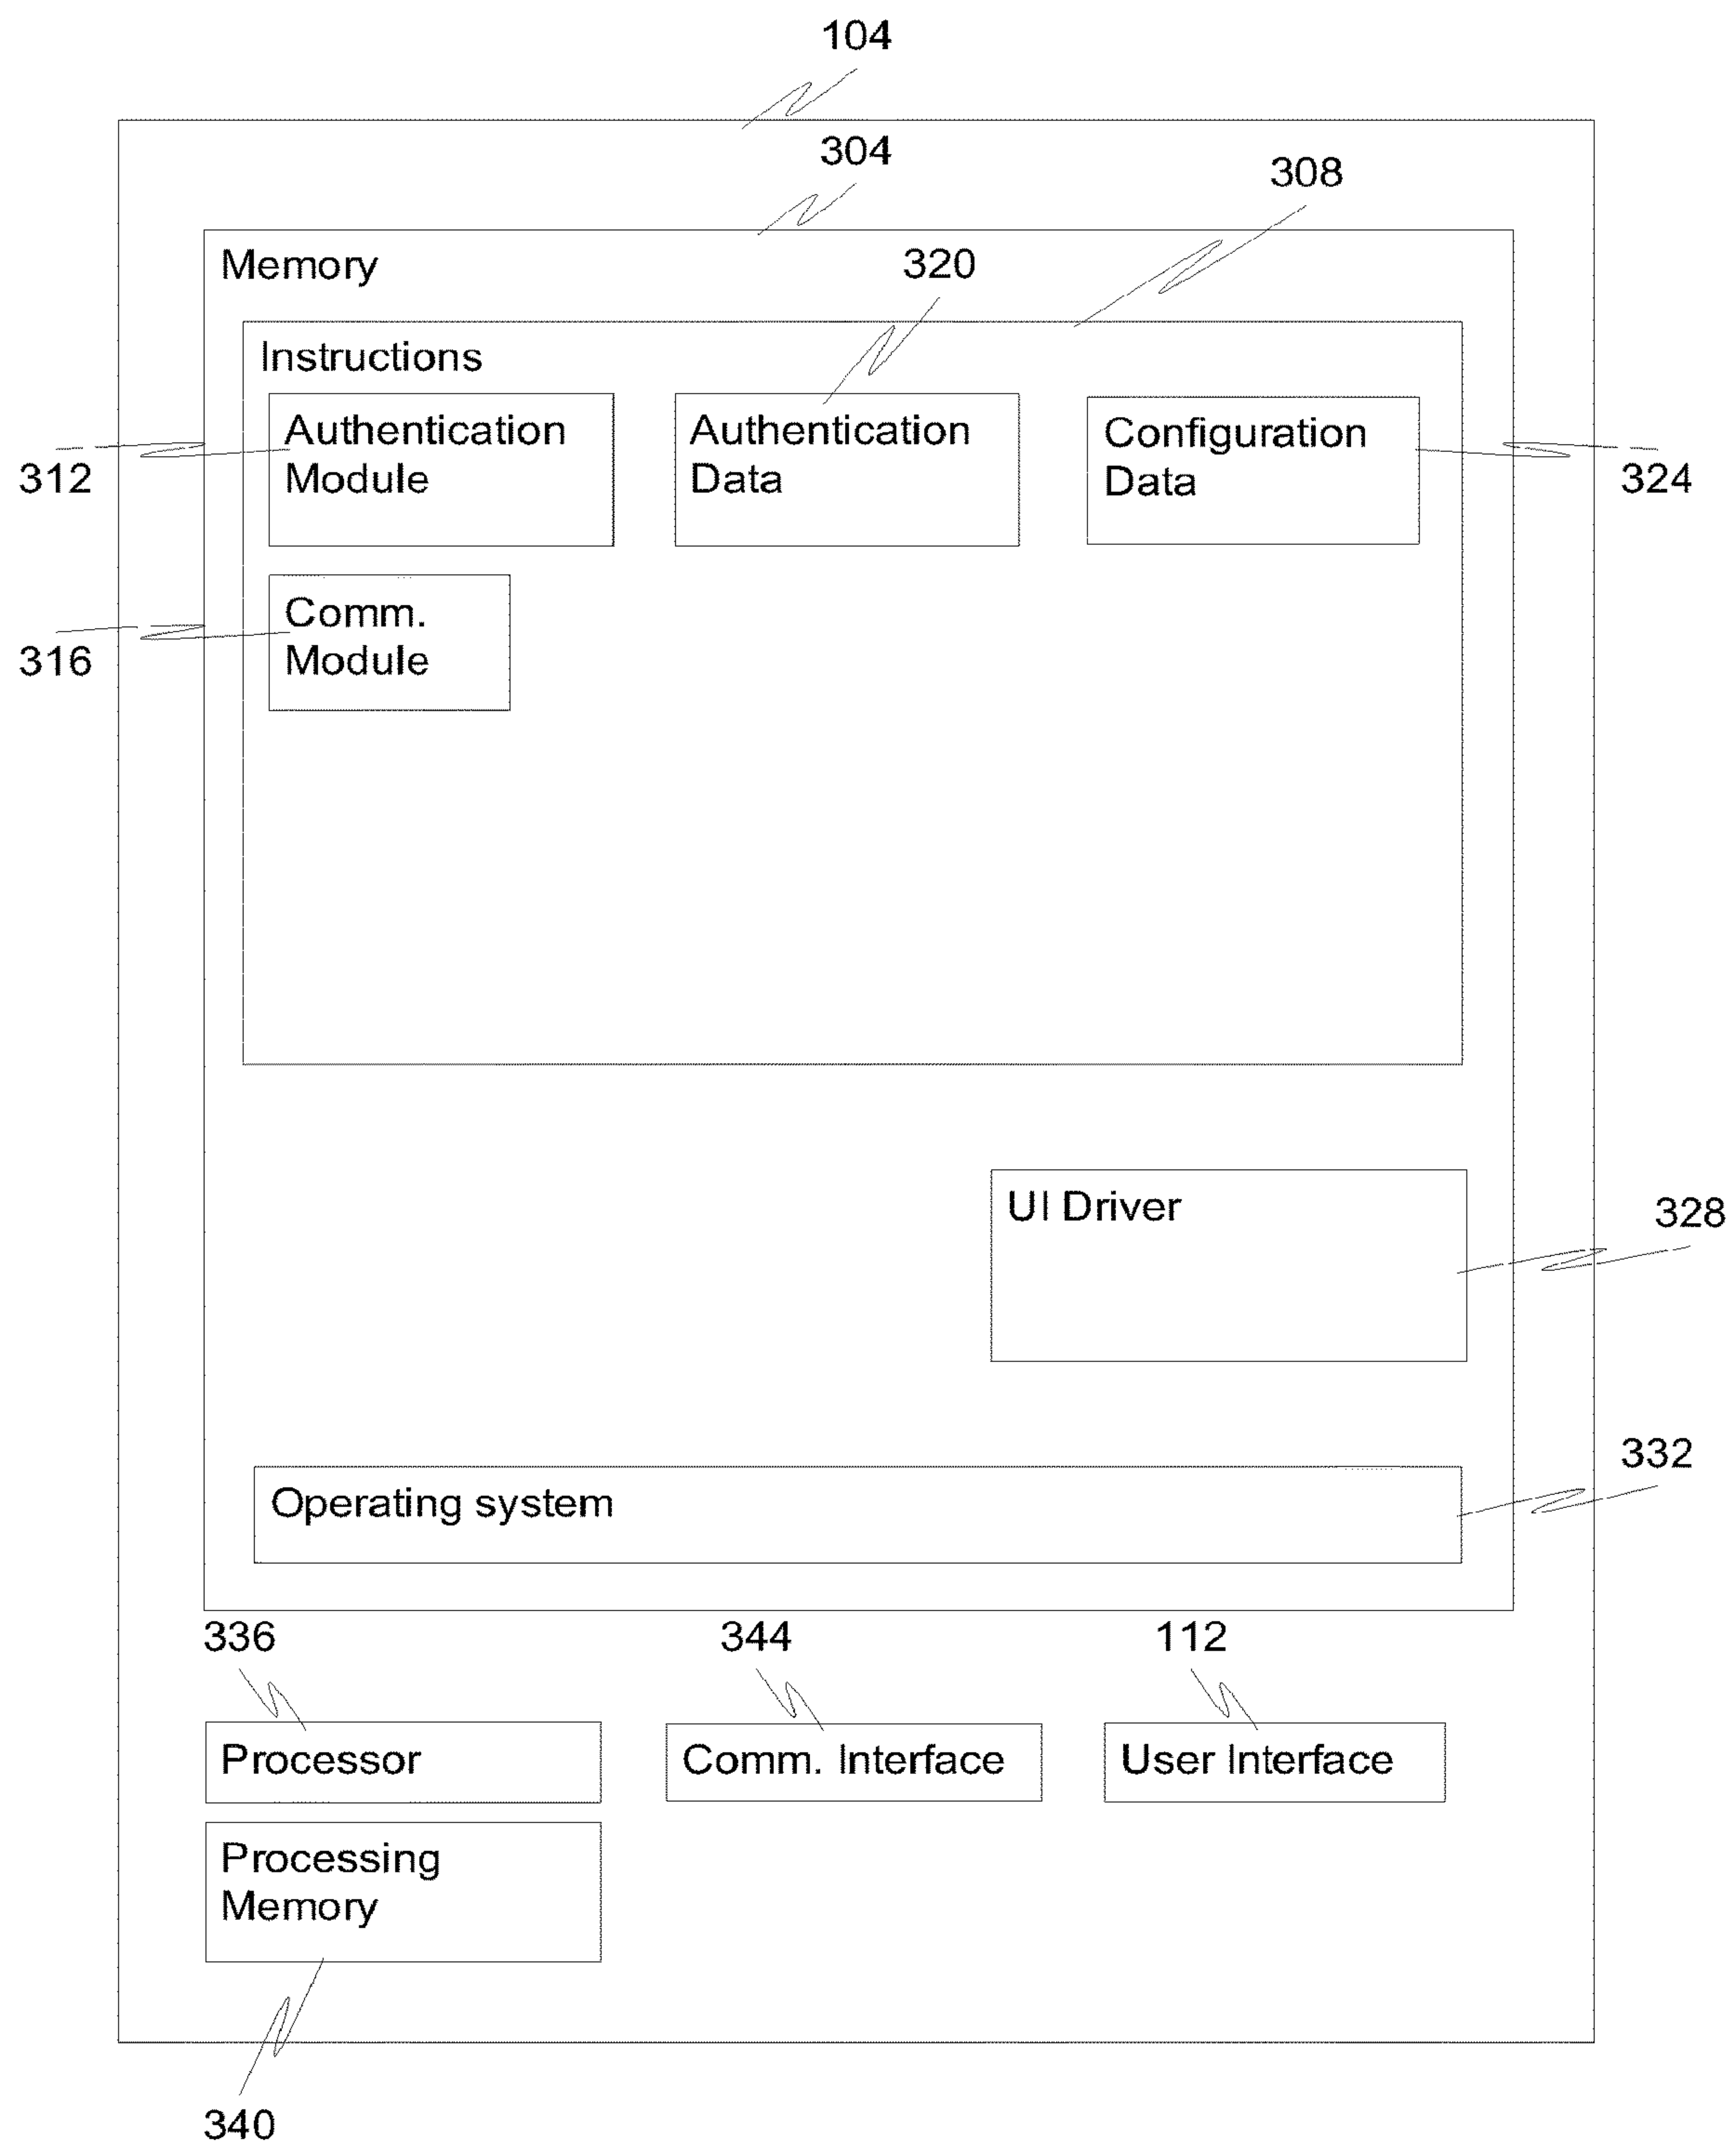 104
304
308
Memory
320
Instructions
Authentication
Module
Authentication
Data
Configuration
Data
312
324
Comm.
Module
316
UI Driver
328
332
Operating system
336
344
112
Processor
Comm. Interface
User Interface
Processing
Memory
340